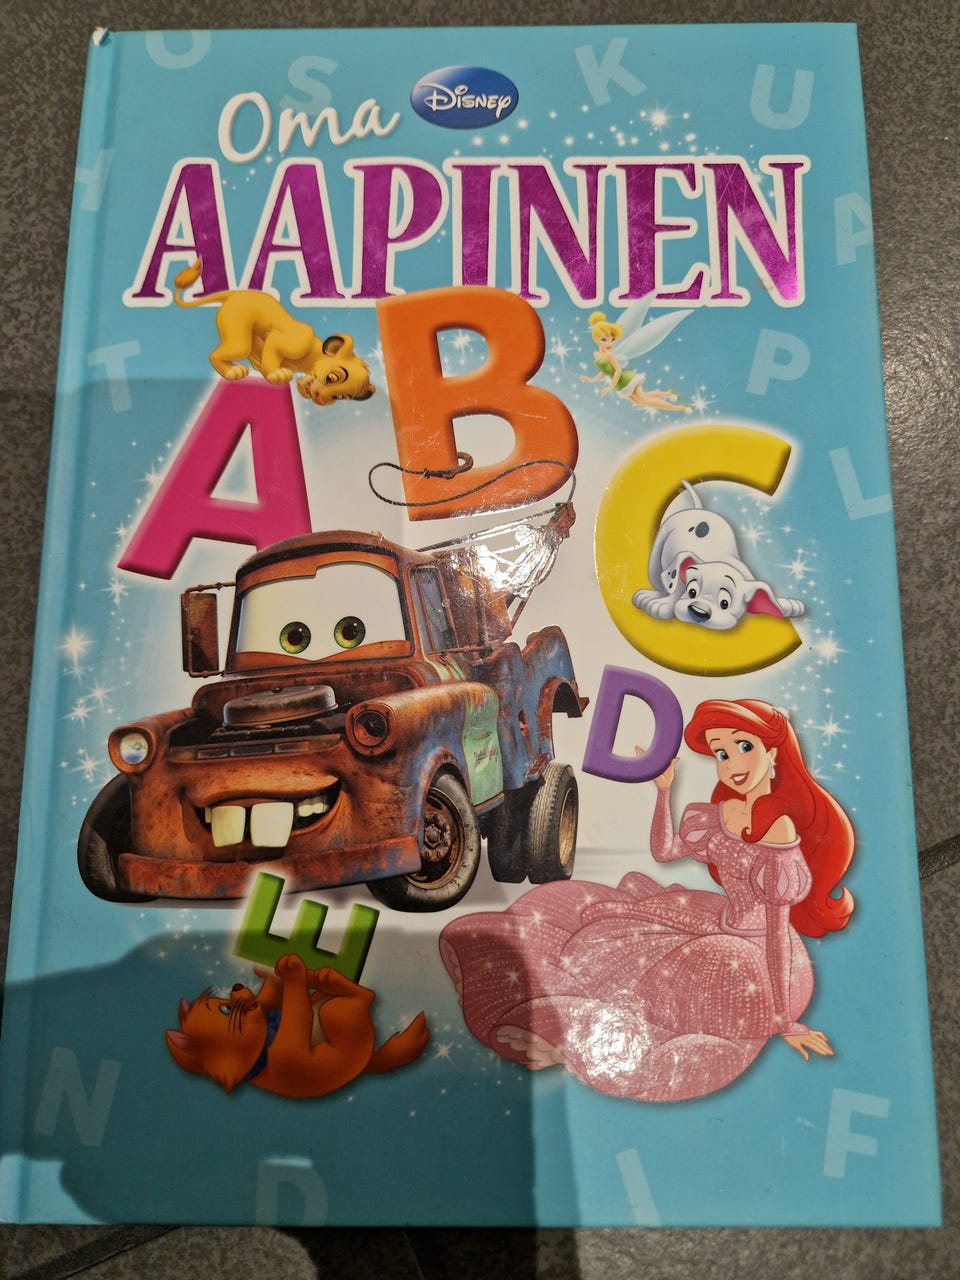 Oma
Disney
AAPINEN
A B C
D
E
O S K U
Y A
T P
L
N D I F